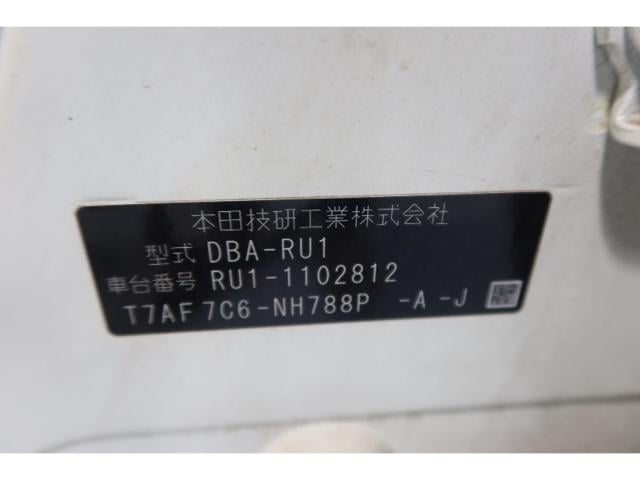 本田技研工業株式会社
型式 DBA-RU1
車台番号 RU1-1102812
T7AF7C6-NH788P -A -J